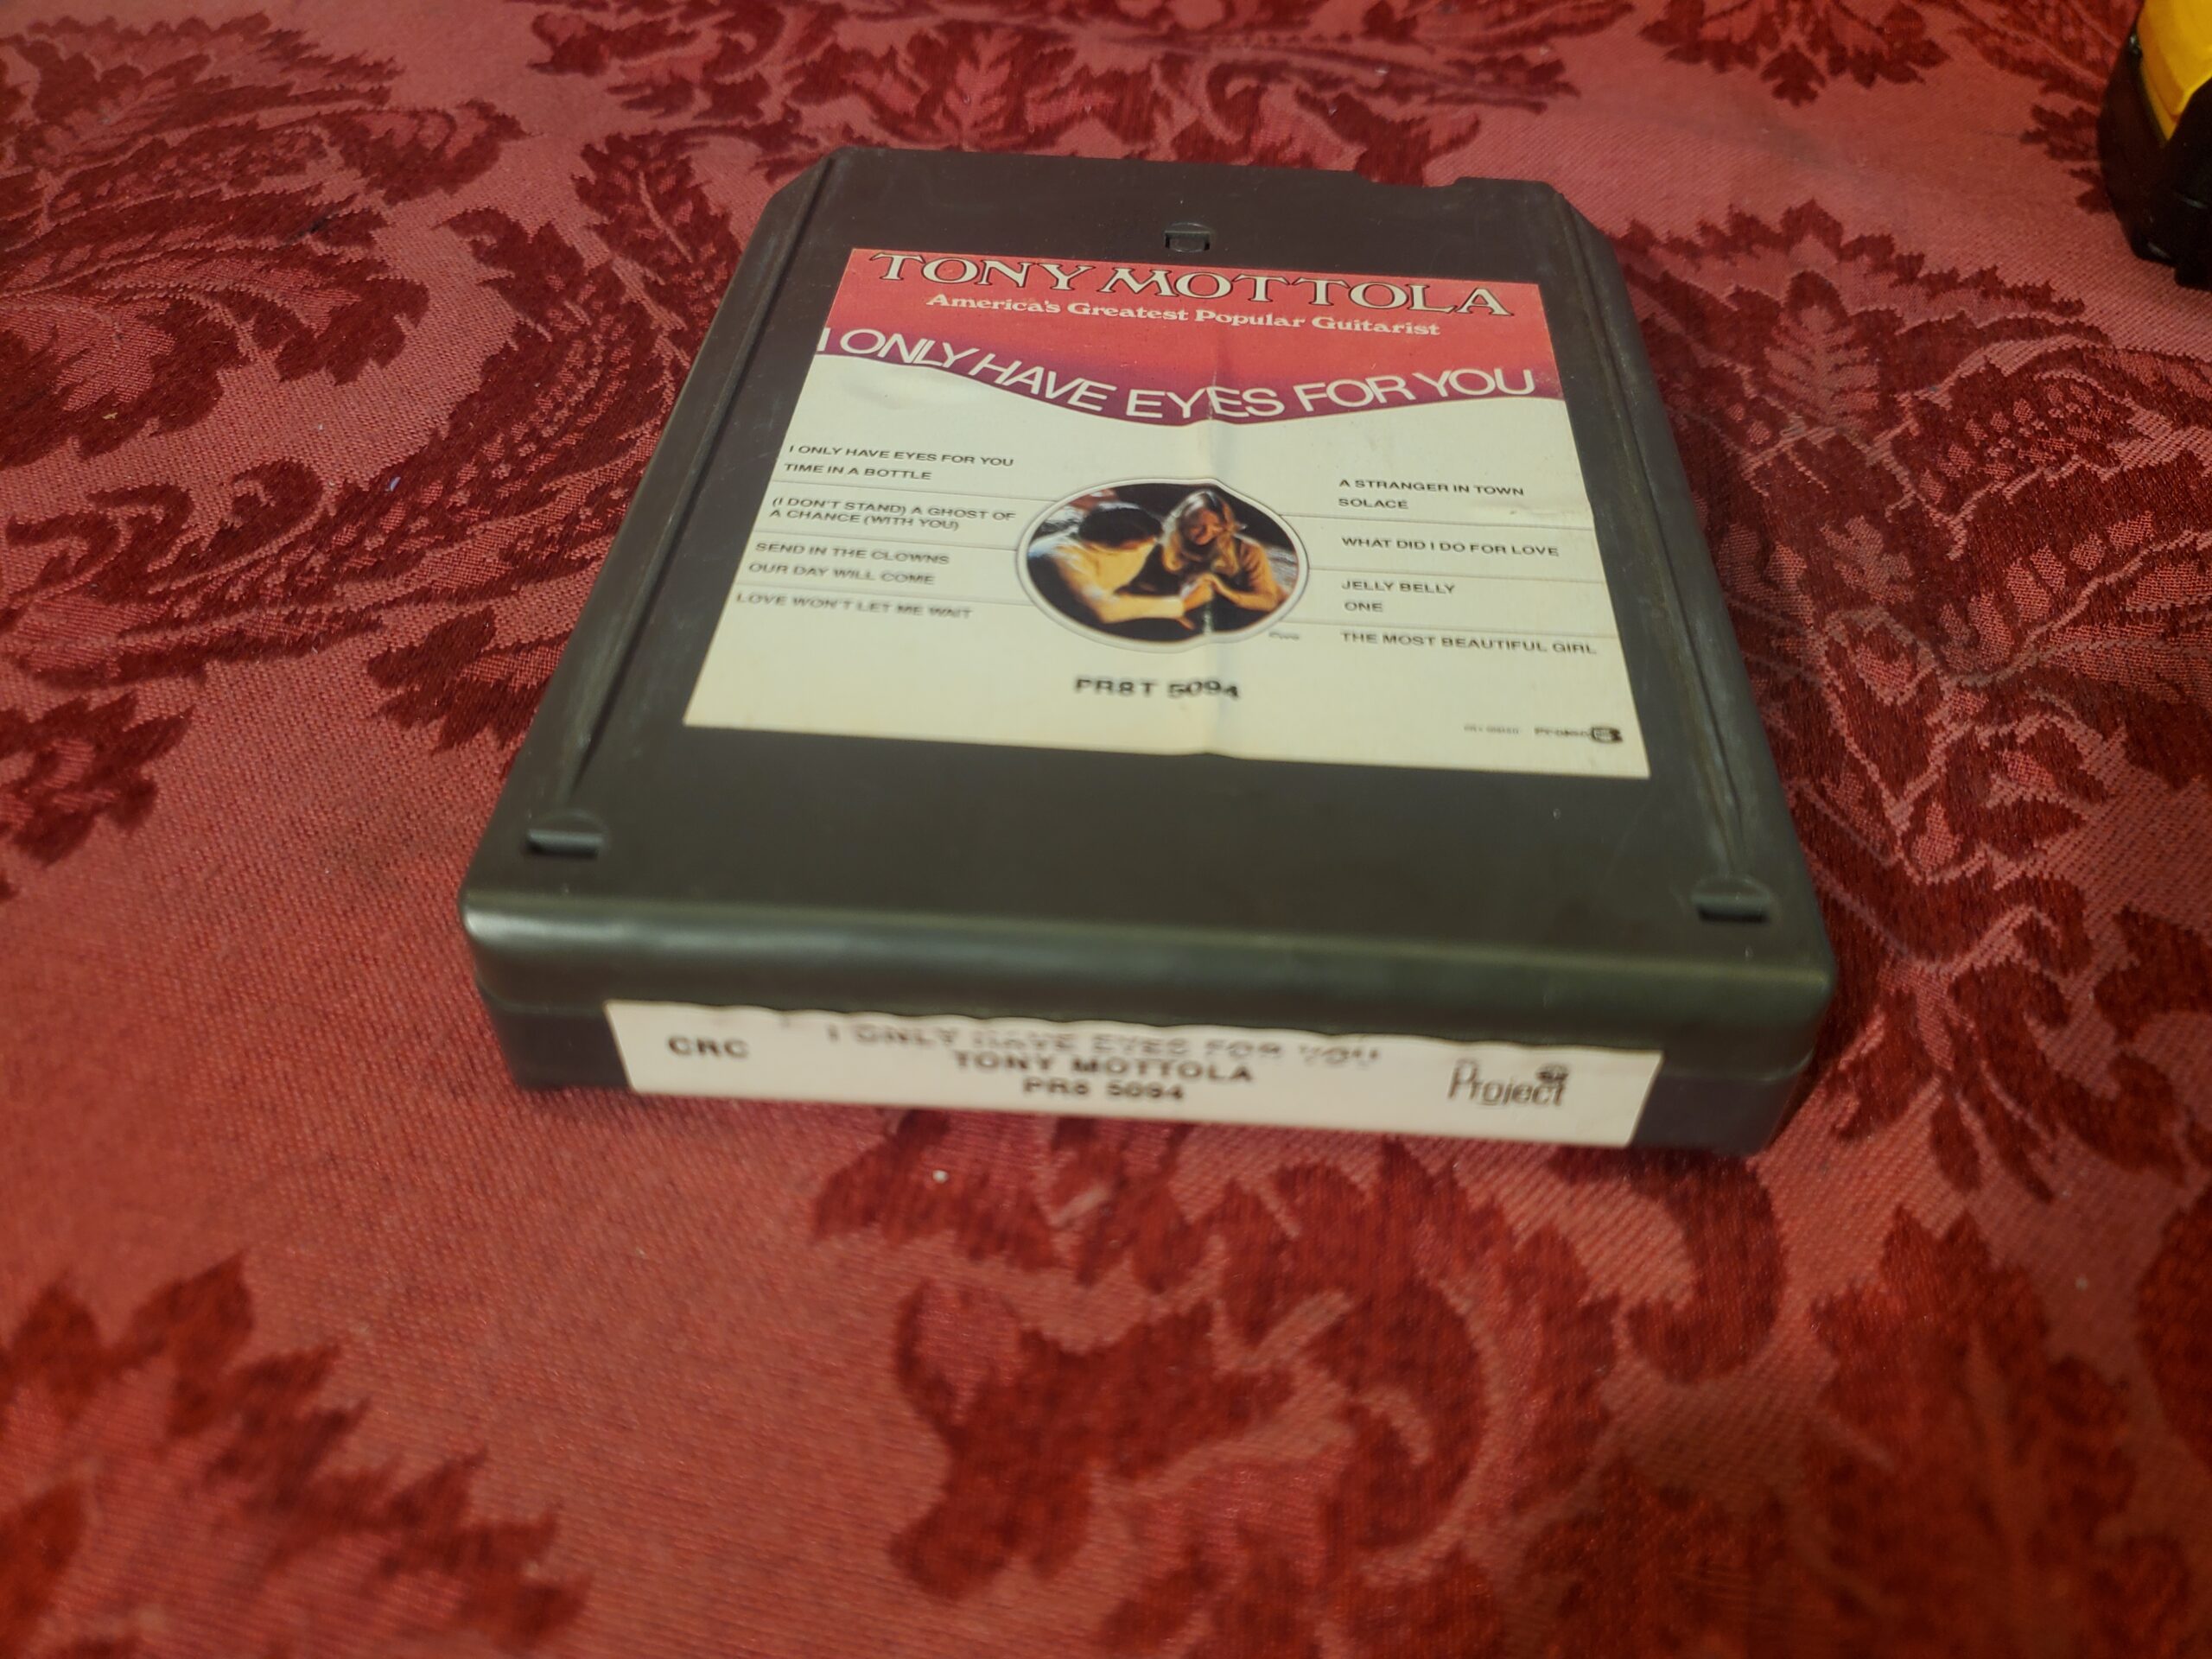 TONY MOTTOLA
America's Greatest Popular Guitarist
I ONLY HAVE EYES FOR YOU
I ONLY HAVE EYES FOR YOU
TIME IN A BOTTLE
(I DON'T STAND) A GHOST OF
A CHANCE (WITH YOU)
SEND IN THE CLOWNS
OUR DAY WILL COME
LOVE WON'T LET ME WAIT
A STRANGER IN TOWN
SOLACE
WHAT DID I DO FOR LOVE
JELLY BELLY
ONE
THE MOST BEAUTIFUL GIRL
PR8T 5094
Project 3
CRC
I ONLY HAVE EYES FOR YOU
TONY MOTTOLA
PR8 5094
Project